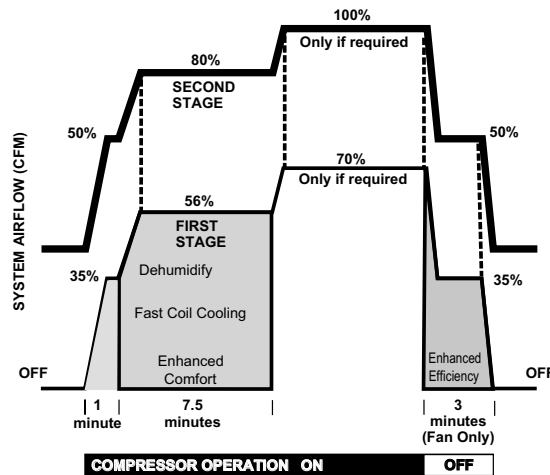 100%
Only if required
80%
SECOND
STAGE
50%
50%
70%
Only if required
56%
FIRST
STAGE
35%
35%
Dehumidify
Fast Coil Cooling
Enhanced
Comfort
Enhanced
Efficiency
SYSTEM AIRFLOW (CFM)
OFF
OFF
1
minute
7.5
minutes
3
minutes
(Fan Only)
COMPRESSOR OPERATION ON
OFF